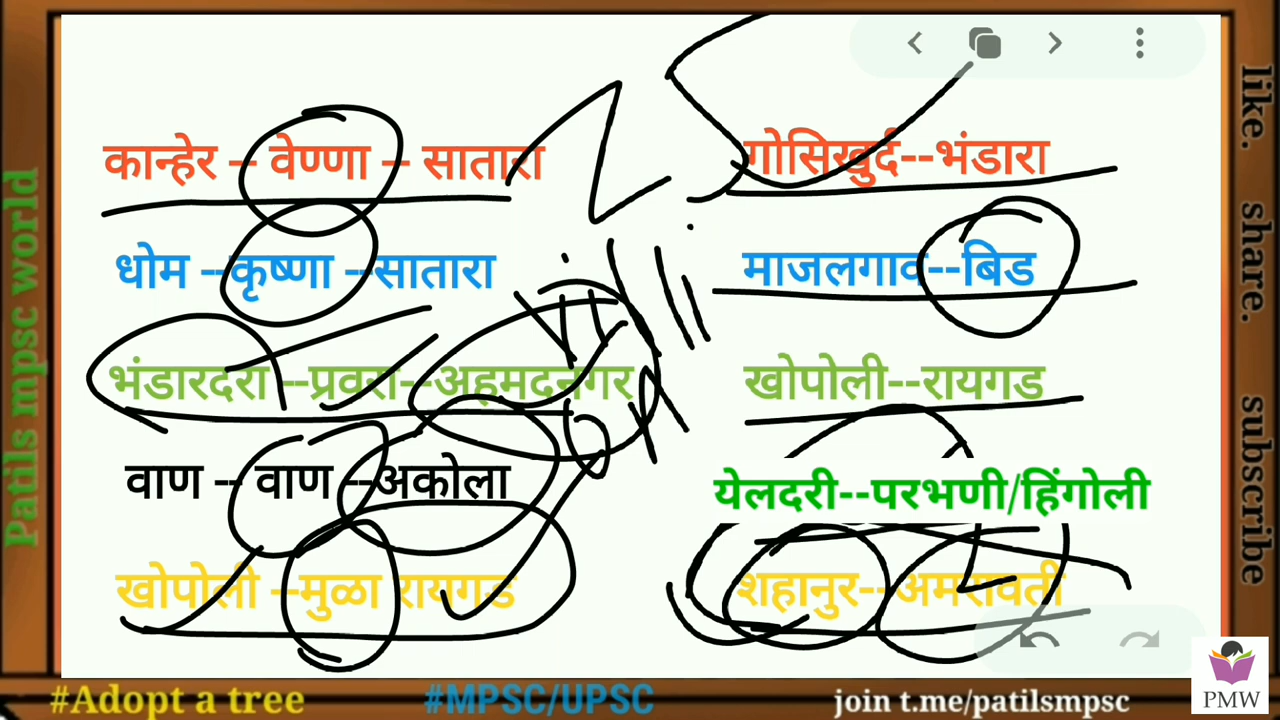 कान्हेर -- वेण्णा -- सातारा
धोम --कृष्णा --सातारा
भंडारदरा --प्रवरा--अहमदनगर
वाण -- वाण --अकोला
खोपोली --मुळा रायगड
गोसिखुर्द--भंडारा
माजलगाव--बिड
खोपोली--रायगड
येलदरी--परभणी/हिंगोली
शहानुर--अमरावती
Patils mpsc world
like. share. subscribe
#Adopt a tree
#MPSC/UPSC
join t.me/patilsmpsc
PMW